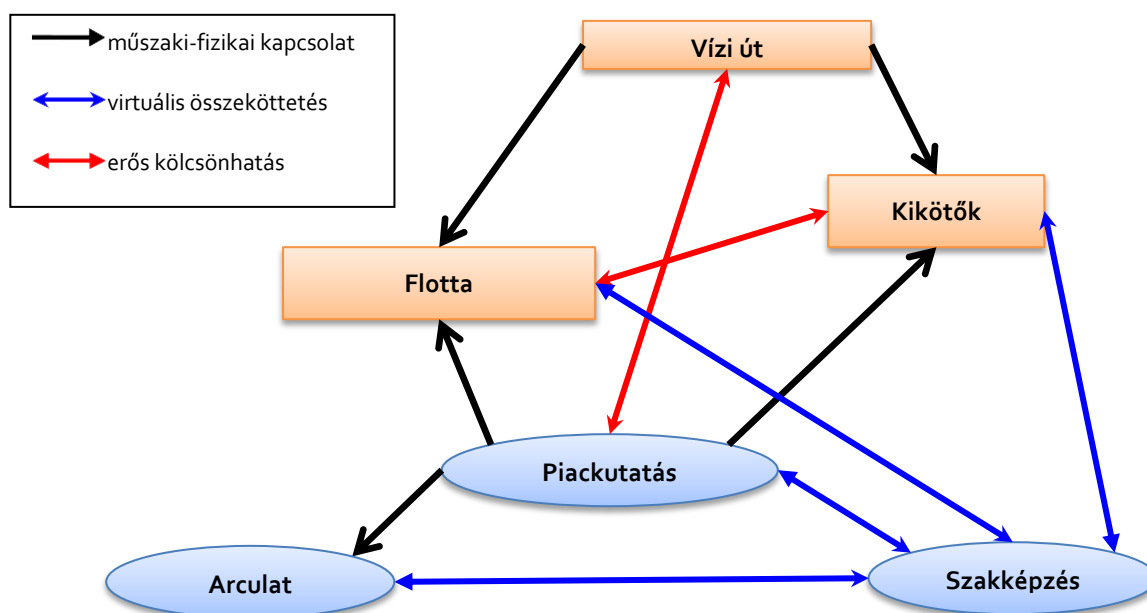 műszaki-fizikai kapcsolat
virtuális összeköttetés
erős kölcsönhatás
Vízi út
Kikötők
Flotta
Piackutatás
Arculat
Szakképzés